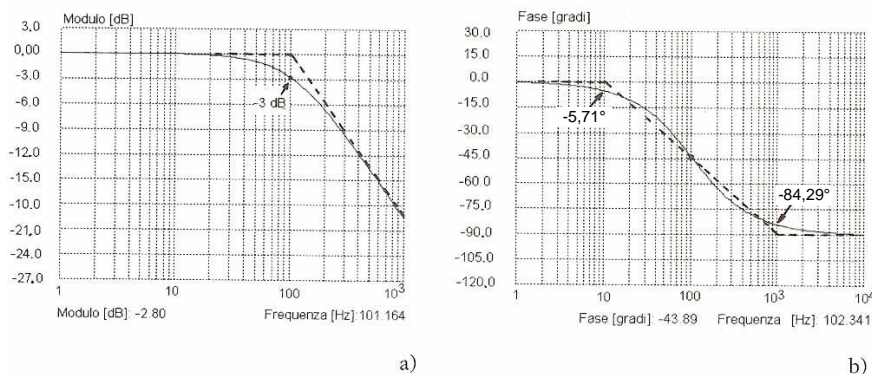 Modulo [dB]
3,0
0,00
-3,0
-6,0
-9,0
-12,0
-15,0
-18,0
-21,0
-24,0
-27,0
-3 dB
1 10 100 10³
Modulo [dB]: -2.80 Frequenza [Hz]:101.164
a)
Fase [gradi]
30.0
15.0
0.0
-15.0
-30.0
-45.0
-60.0
-75.0
-90.0
-105.0
-120.0
-5,71°
-84,29°
1 10 100 10³ 10⁴
Fase [gradi]: -43.89 Frequenza [Hz]: 102.341
b)